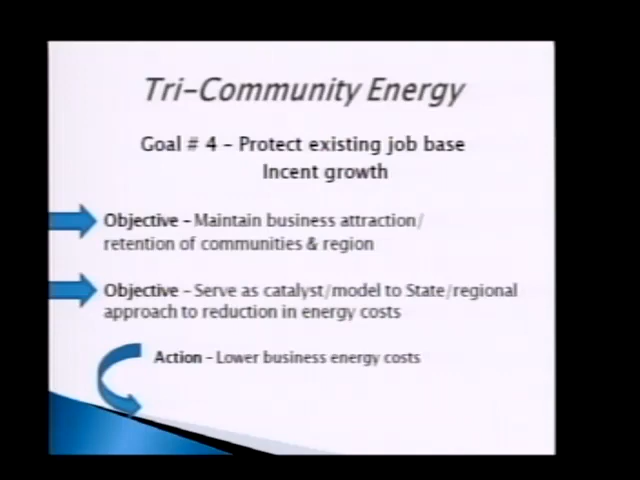 Tri-Community Energy
Goal # 4 - Protect existing job base
Incent growth
Objective - Maintain business attraction/
retention of communities & region
Objective - Serve as catalyst/model to State/regional
approach to reduction in energy costs
Action - Lower business energy costs